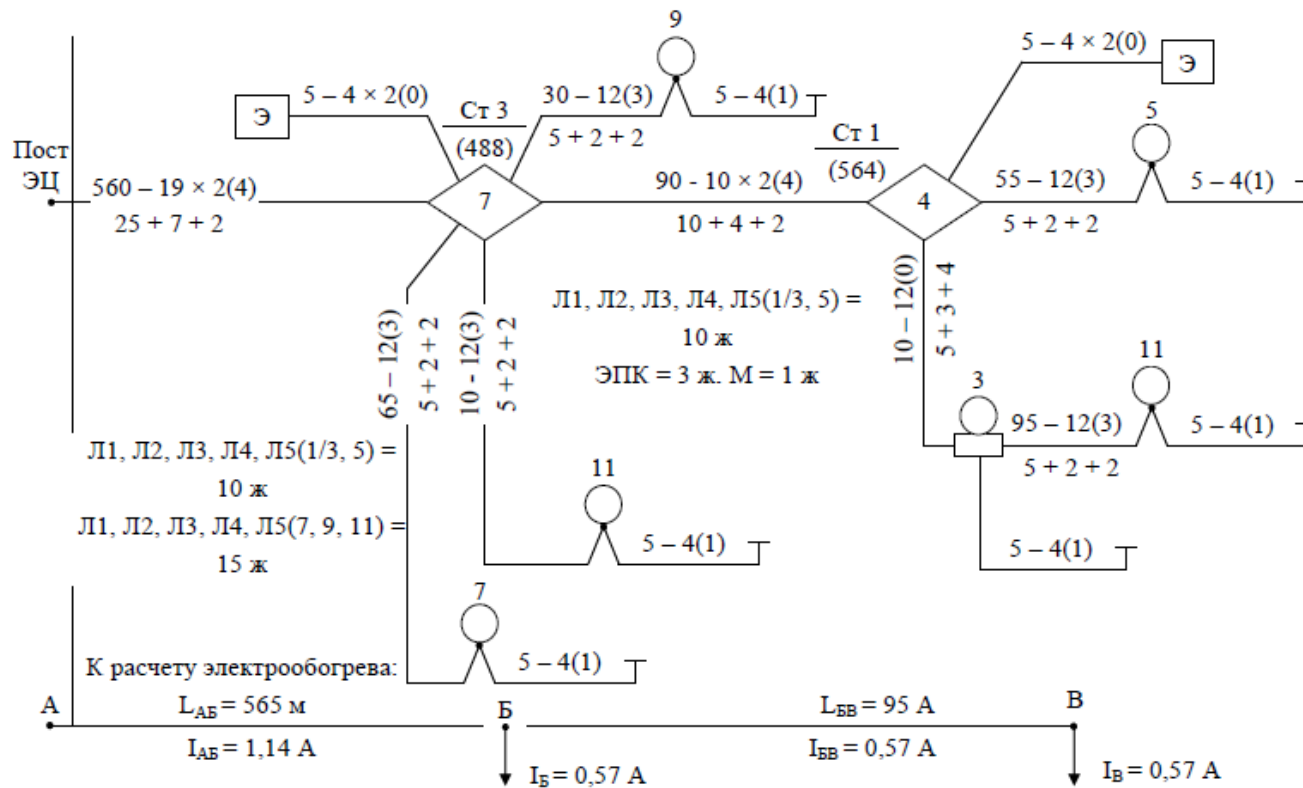 9
5 – 4 × 2(0)
Э
5 – 4 × 2(0)
Э
Ст 3
(488)
30 – 12(3)
5 + 2 + 2
5 – 4(1)
Ст 1
(564)
5
Пост
ЭЦ
560 – 19 × 2(4)
25 + 7 + 2
7
90 - 10 × 2(4)
10 + 4 + 2
4
55 – 12(3)
5 + 2 + 2
5 – 4(1)
65 – 12(3)
5 + 2 + 2
10 - 12(3)
5 + 2 + 2
Л1, Л2, Л3, Л4, Л5(1/3, 5) =
10 ж
ЭПК = 3 ж. М = 1 ж
10 – 12(0)
5 + 3 + 4
3
11
95 – 12(3)
5 + 2 + 2
5 – 4(1)
5 – 4(1)
Л1, Л2, Л3, Л4, Л5(1/3, 5) =
10 ж
Л1, Л2, Л3, Л4, Л5(7, 9, 11) =
15 ж
11
5 – 4(1)
7
5 – 4(1)
К расчету электрообогрева:
А
LАБ = 565 м
IАБ = 1,14 А
Б
IБ = 0,57 А
LБВ = 95 А
IБВ = 0,57 А
В
IВ = 0,57 А